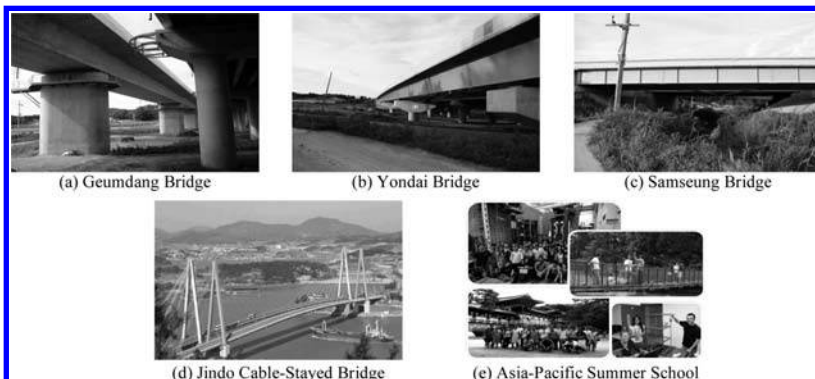 (a) Geumdang Bridge
(b) Yondai Bridge
(c) Samseung Bridge
(d) Jindo Cable-Stayed Bridge
(e) Asia-Pacific Summer School